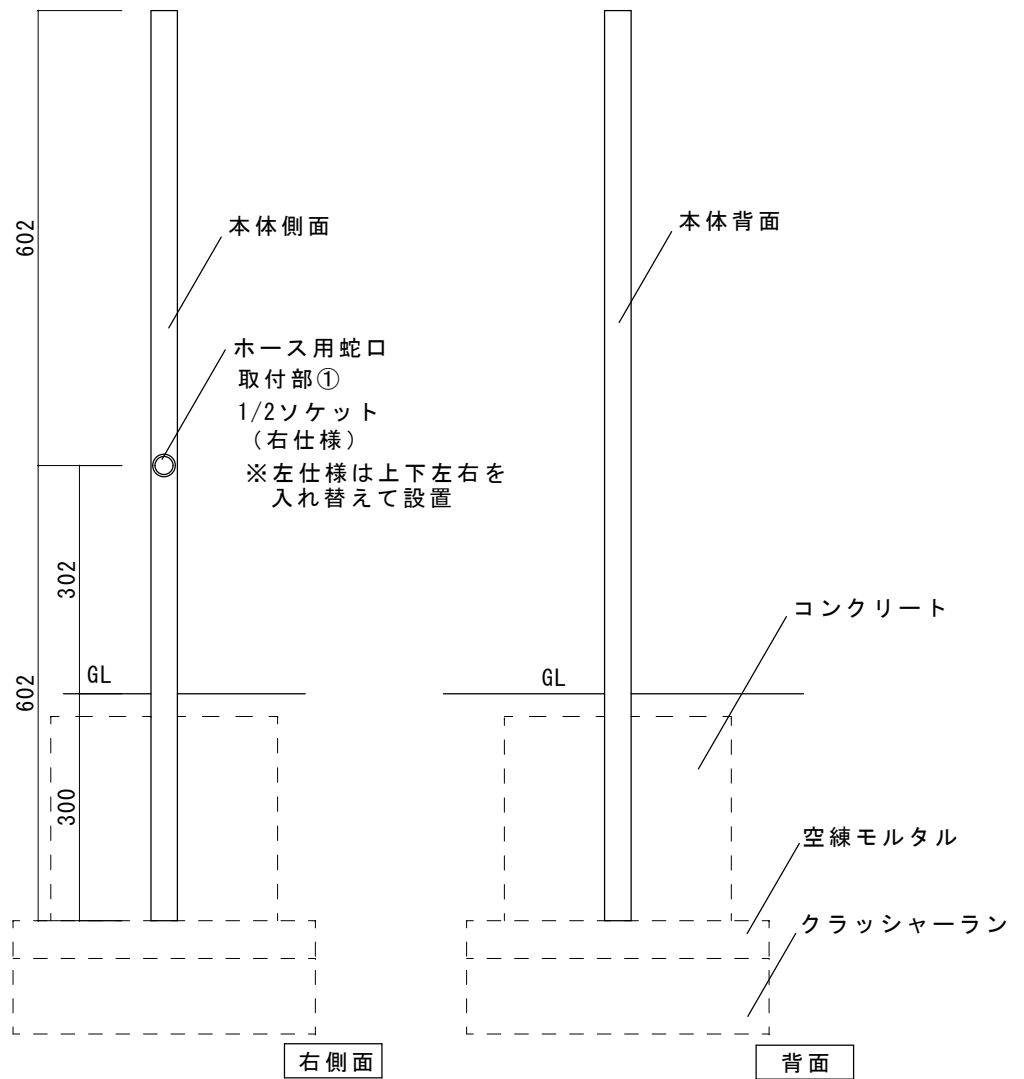 602
本体側面
ホース用蛇口
取付部①
1/2ソケット
（右仕様）
※左仕様は上下左右を
入れ替えて設置
302
602
GL
300
右側面
本体背面
コンクリート
GL
空練モルタル
クラッシャーラン
背面